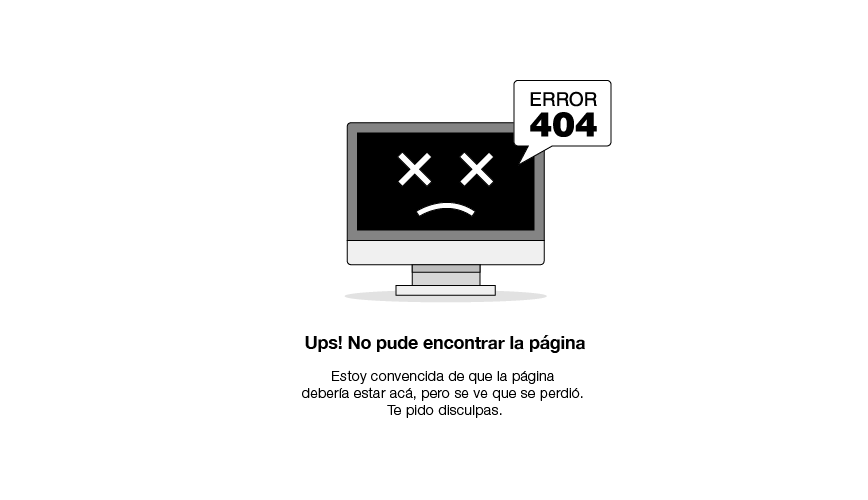 ERROR
404
Ups! No pude encontrar la página
Estoy convencida de que la página
debería estar acá, pero se ve que se perdió.
Te pido disculpas.